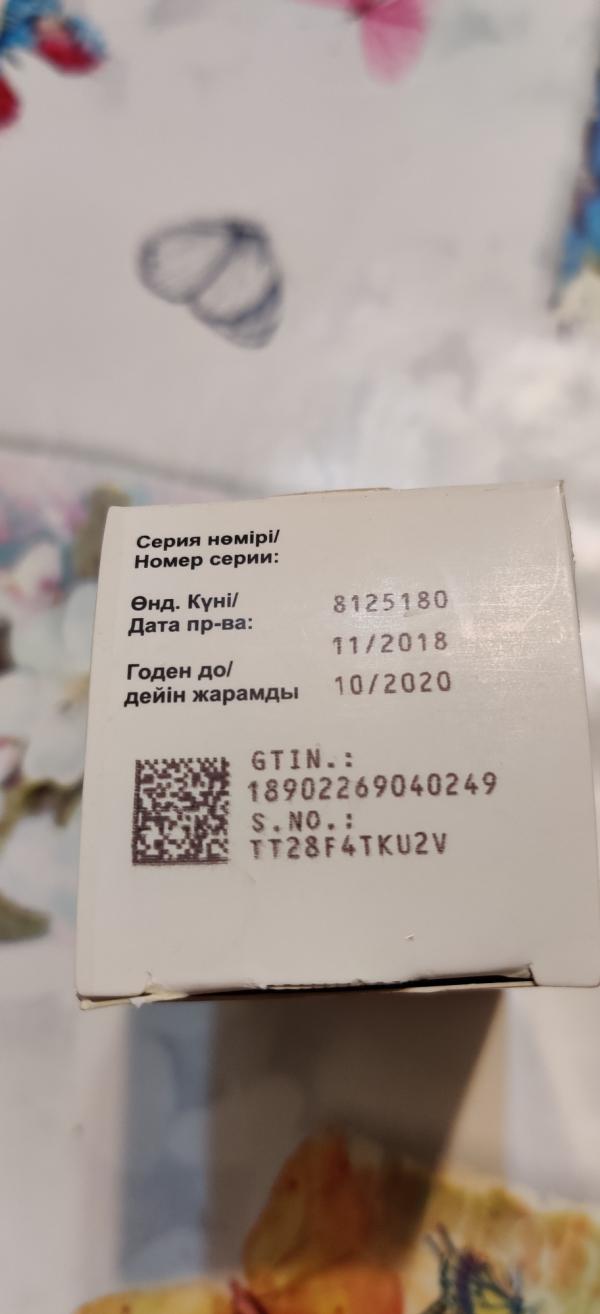 Серия нөмірі/
Номер серии:
Өнд. Күні/ 8125180
Дата пр-ва: 11/2018
Годен до/ 10/2020
дейін жарамды
GTIN.:
18902269040249
S.NO.:
TT28F4TKU2V